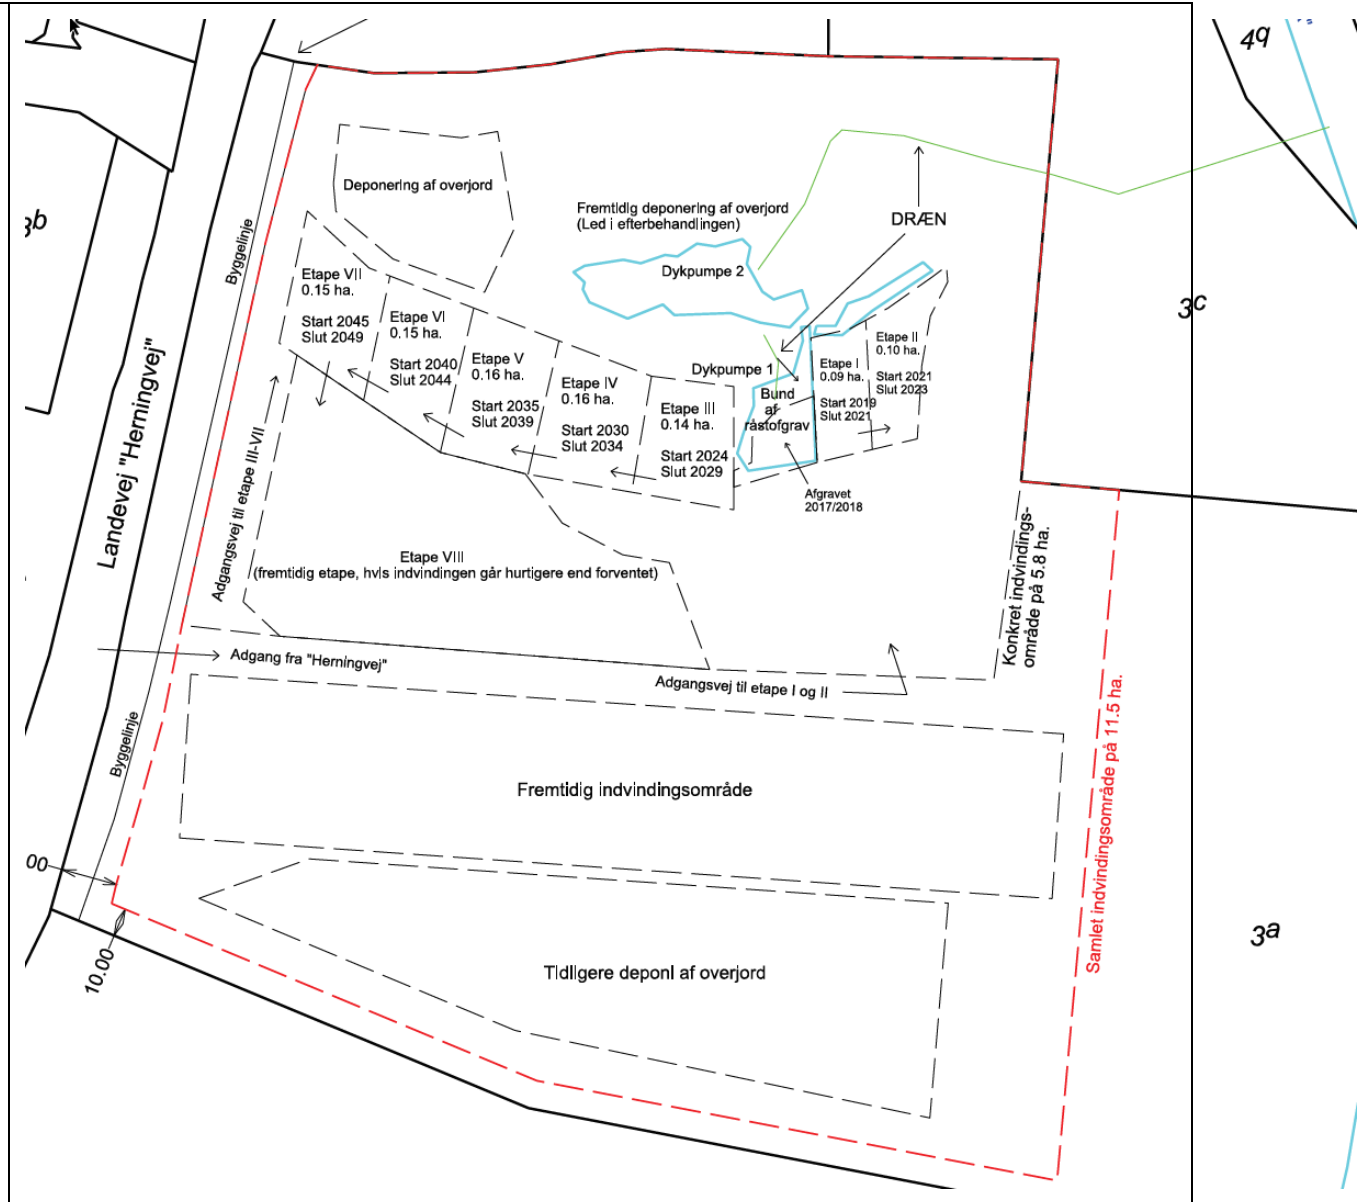 4q
3b
Byggelinje
Landevej "Herningvej"
Deponering af overjord
Fremtidig deponering af overjord
(Led i efterbehandlingen)
DRÆN
Dykpumpe 2
3c
Etape VII
0.15 ha.
Start 2045
Slut 2049
Etape VI
0.15 ha.
Start 2040
Slut 2044
Etape V
0.16 ha.
Start 2035
Slut 2039
Etape IV
0.16 ha.
Start 2030
Slut 2034
Etape III
0.14 ha.
Start 2024
Slut 2029
Dykpumpe 1
Bund
af
råstofgrav
Etape I
0.09 ha.
Start 2019
Slut 2021
Etape II
0.10 ha.
Start 2021
Slut 2023
Afgravet
2017/2018
Adgangsvej til etape III-VII
Etape VIII
(fremtidig etape, hvis indvindingen går hurtigere end forventet)
Konkret indvindings-
område på 5.8 ha.
Adgang fra "Herningvej"
Adgangsvej til etape I og II
Byggelinje
Fremtidig indvindingsområde
Samlet indvindingsområde på 11.5 ha.
00
10.00
Tidligere deponi af overjord
3a